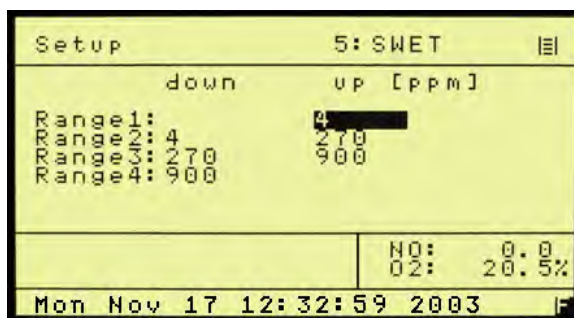 Setup 5:SWET
down up [ppm]
Range1: 4
Range2:4 270
Range3:270 900
Range4:900
NO: 0.0
O2: 20.5%
Mon Nov 17 12:32:59 2003